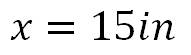 x = 15in